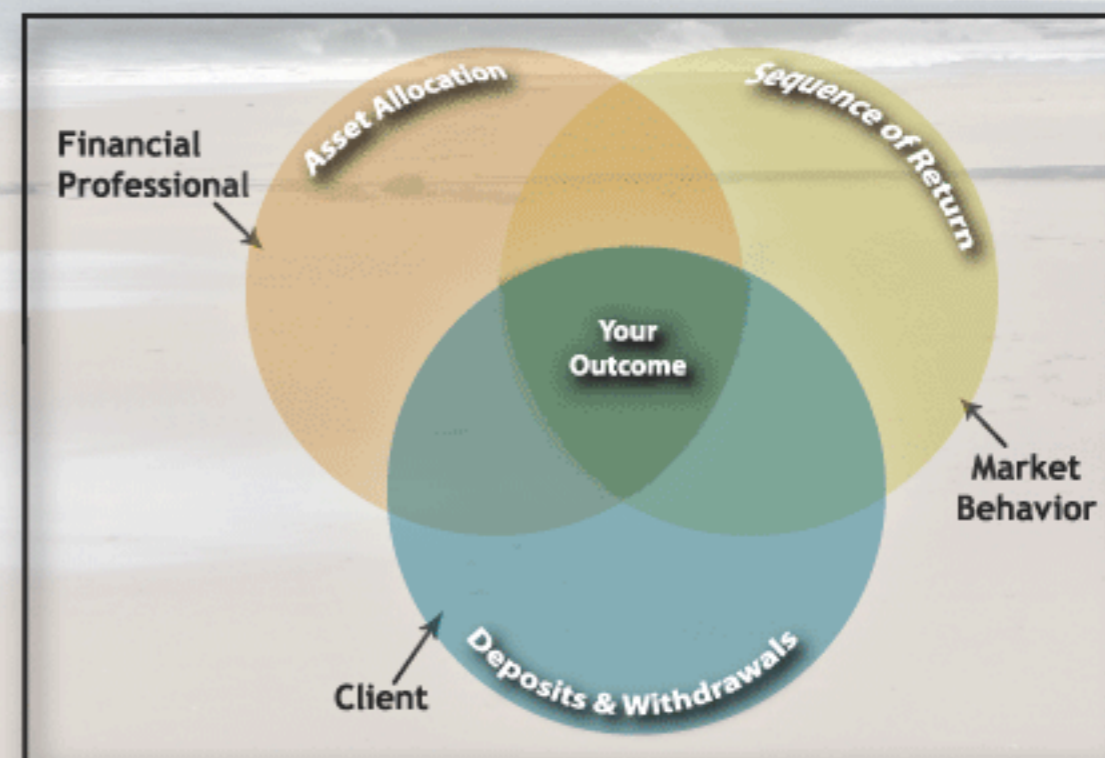 Asset Allocation
Sequence of Return
Financial
Professional
Your
Outcome
Market
Behavior
Client
Deposits & Withdrawals